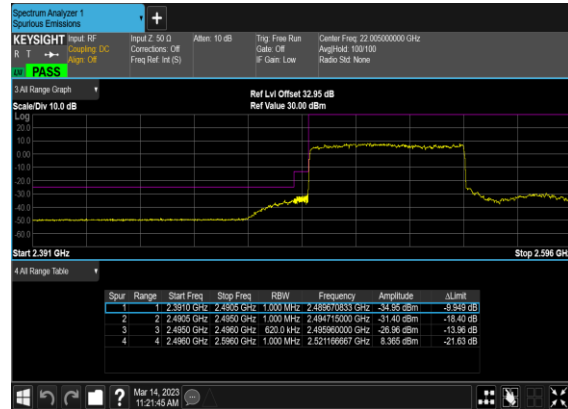 Spectrum Analyzer 1
Spurious Emissions
KEYSIGHT Input: RF Input Z: 50 Ω Atten: 10 dB Trig: Free Run Center Freq: 22.005000000 GHz
R T Coupling: DC Corrections: Off Gate: Off Avg|Hold: 100/100
Align: Off Freq Ref: Int (S) IF Gain: Low Radio Std: None
PASS
3 All Range Graph Ref Lvl Offset 32.95 dB
Scale/Div 10.0 dB Ref Value 30.00 dBm
Log
20.0
10.0
0.00
-10.0
-20.0
-30.0
-40.0
-50.0
-60.0
Start 2.391 GHz Stop 2.596 GHz
4 All Range Table
Spur Range Start Freq Stop Freq RBW Frequency Amplitude ΔLimit
1 1 2.3910 GHz 2.4905 GHz 1.000 MHz 2.489670833 GHz -34.95 dBm -9.949 dB
2 2 2.4905 GHz 2.4950 GHz 1.000 MHz 2.494715000 GHz -31.40 dBm -18.40 dB
3 3 2.4950 GHz 2.4960 GHz 620.0 kHz 2.495960000 GHz -26.96 dBm -13.96 dB
4 4 2.4960 GHz 2.5960 GHz 1.000 MHz 2.521166667 GHz 8.365 dBm -21.63 dB
? Mar 14, 2023
11:21:45 AM